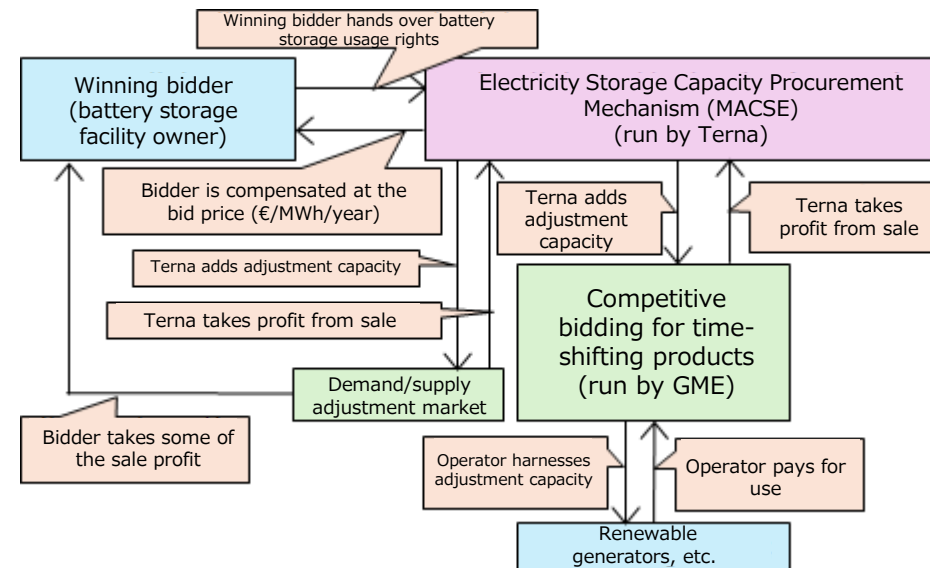 Winning bidder hands over battery
storage usage rights
Winning bidder
(battery storage
facility owner)
Electricity Storage Capacity Procurement
Mechanism (MACSE)
(run by Terna)
Bidder is compensated at the
bid price (€/MWh/year)
Terna adds
adjustment
capacity
Terna takes
profit from sale
Terna adds adjustment capacity
Terna takes profit from sale
Competitive
bidding for time-
shifting products
(run by GME)
Demand/supply
adjustment market
Bidder takes some of
the sale profit
Operator harnesses
adjustment capacity
Operator pays for
use
Renewable
generators, etc.